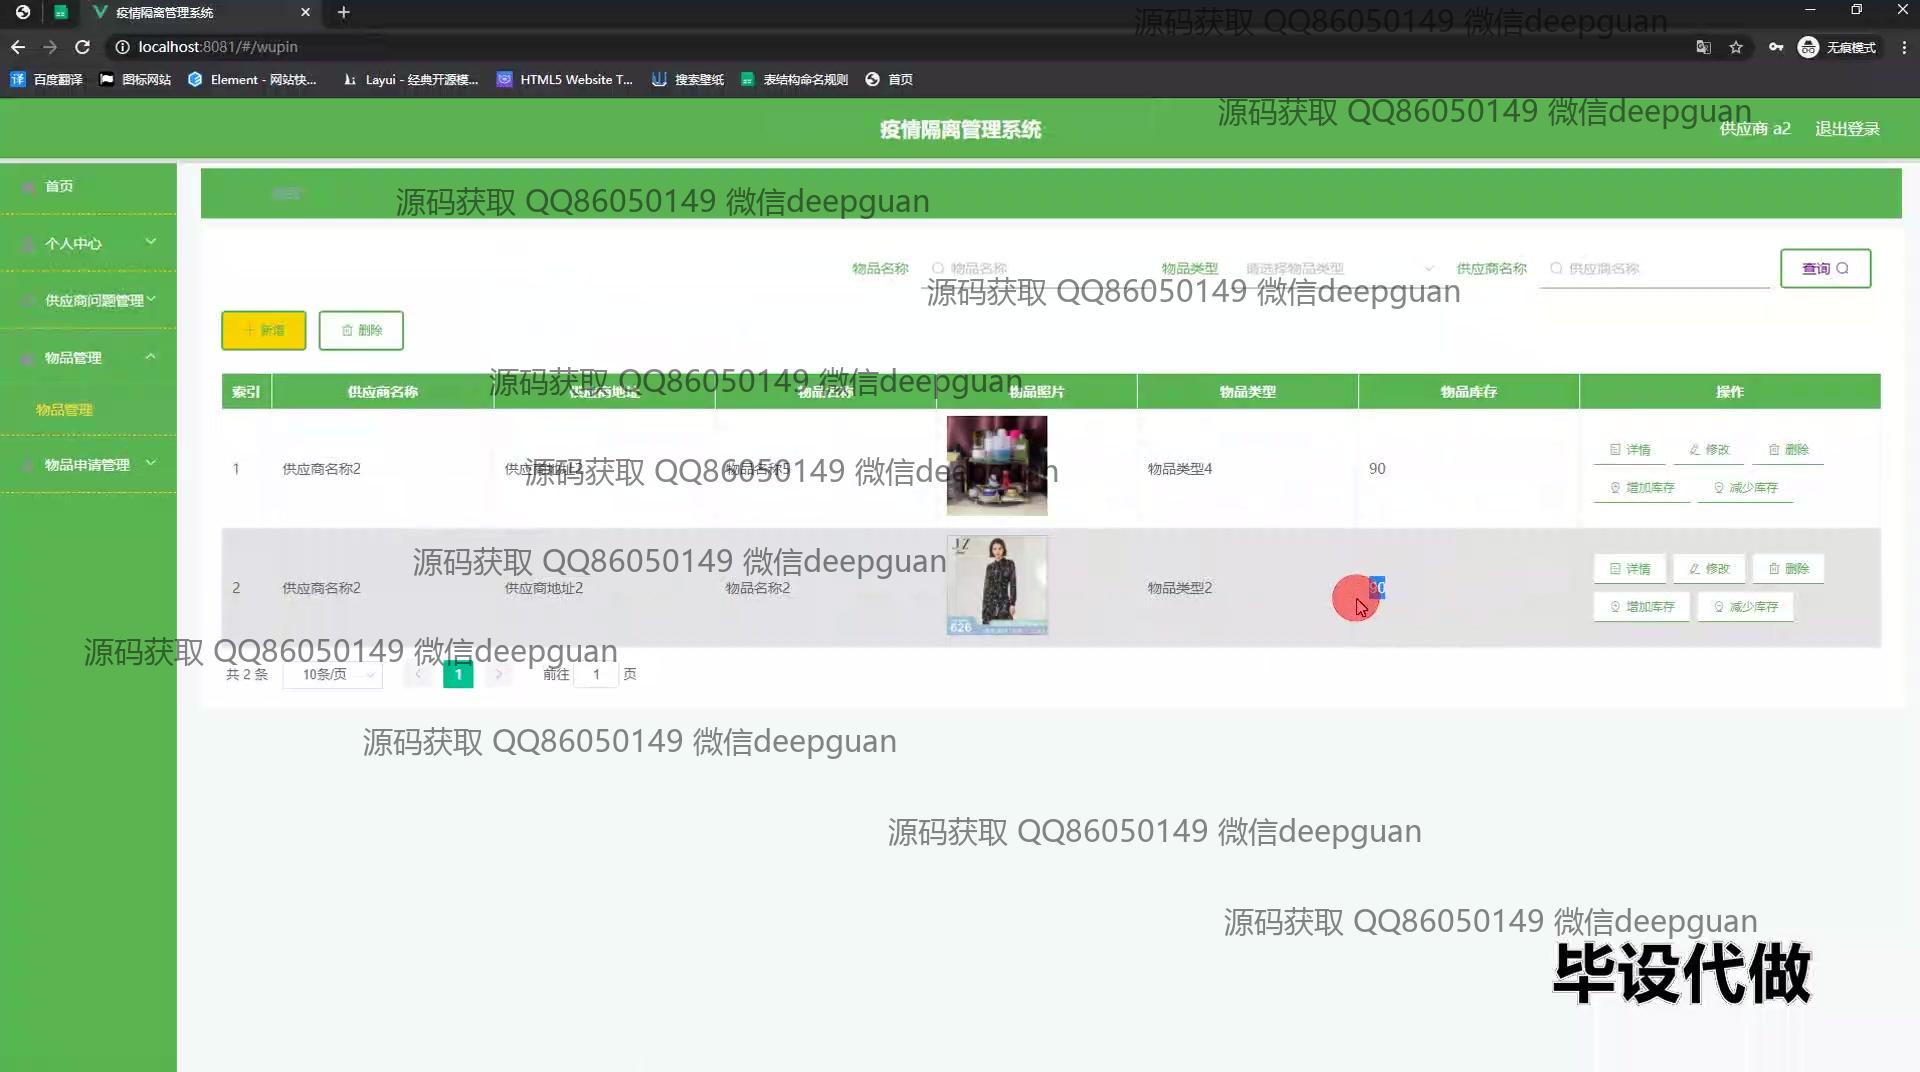 疫情隔离管理系统
localhost:8081/#/wupin
无痕模式
百度翻译 图标网站 Element - 网站快... Layui - 经典开源模... HTML5 Website T... 搜索壁纸 表结构命名规则 首页
源码获取 QQ86050149 微信deepguan
源码获取 QQ86050149 微信deepguan
疫情隔离管理系统
供应商 a2 退出登录
首页
个人中心
供应商问题管理
物品管理
物品管理
物品申请管理
源码获取 QQ86050149 微信deepguan
物品名称 物品名称 物品类型 请选择物品类型 供应商名称 供应商名称 查询
源码获取 QQ86050149 微信deepguan
新增 删除
源码获取 QQ86050149 微信deepguan
索引 供应商名称 供应商地址 物品名称 物品照片 物品类型 物品库存 操作
1 供应商名称2 供应商地址2 物品名称5 物品类型4 90 详情 修改 删除
增加库存 减少库存
源码获取 QQ86050149 微信deepguan
源码获取 QQ86050149 微信deepguan
2 供应商名称2 供应商地址2 物品名称2 物品类型2 90 详情 修改 删除
增加库存 减少库存
JZ
626
源码获取 QQ86050149 微信deepguan
共 2 条 10条/页 1 前往 1 页
源码获取 QQ86050149 微信deepguan
源码获取 QQ86050149 微信deepguan
源码获取 QQ86050149 微信deepguan
毕设代做